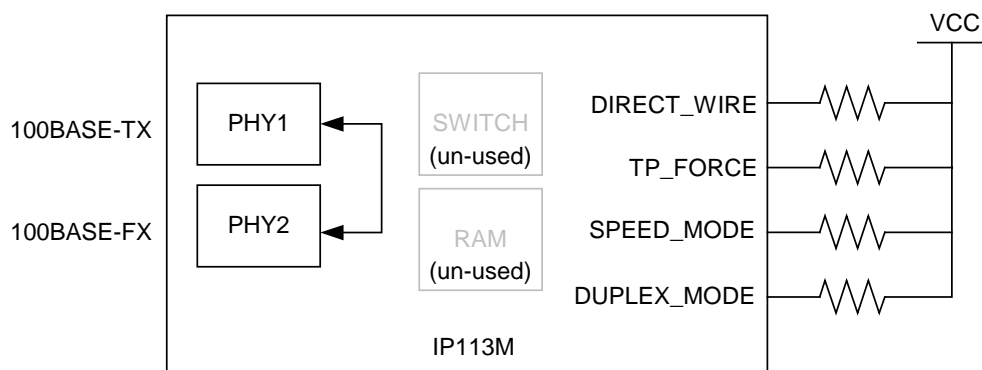 VCC
DIRECT_WIRE
100BASE-TX
PHY1
SWITCH
(un-used)
TP_FORCE
100BASE-FX
PHY2
RAM
(un-used)
SPEED_MODE
DUPLEX_MODE
IP113M